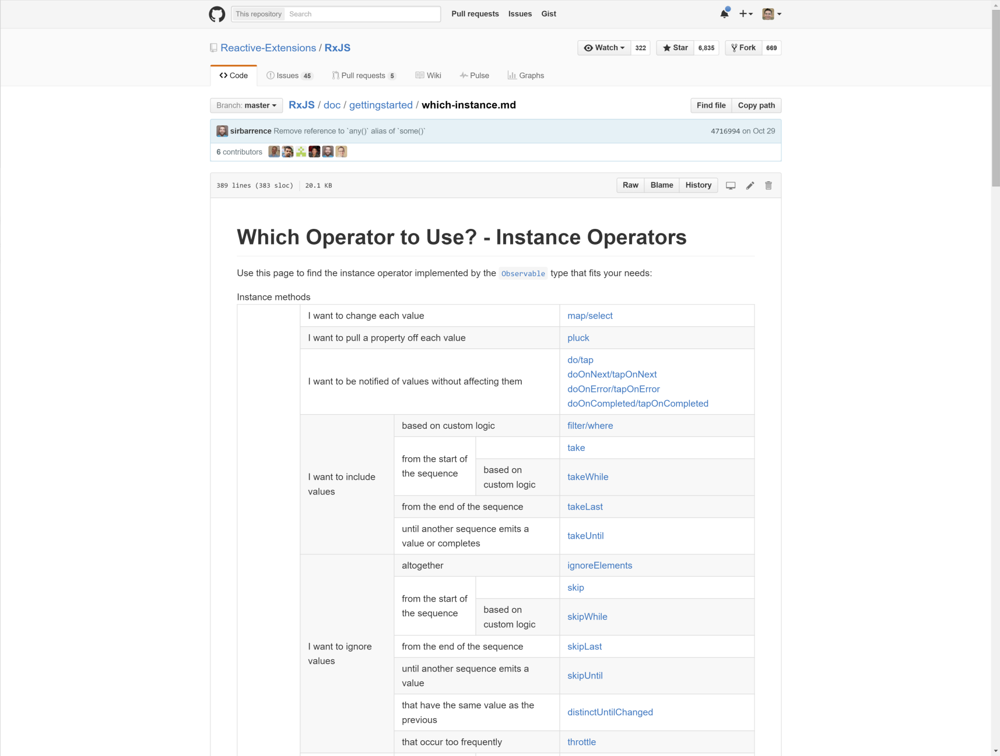 This repository Search Pull requests Issues Gist
Reactive-Extensions / RxJS Watch 322 Star 6,835 Fork 669
Code Issues 45 Pull requests 5 Wiki Pulse Graphs
Branch: master RxJS / doc / gettingstarted / which-instance.md Find file Copy path
sirbarrence Remove reference to `any()` alias of `some()` 4716994 on Oct 29
6 contributors
389 lines (383 sloc) 20.1 KB Raw Blame History
Which Operator to Use? - Instance Operators
Use this page to find the instance operator implemented by the Observable type that fits your needs:
Instance methods
I want to change each value map/select
I want to pull a property off each value pluck
I want to be notified of values without affecting them
do/tap
doOnNext/tapOnNext
doOnError/tapOnError
doOnCompleted/tapOnCompleted
I want to include
values
based on custom logic filter/where
from the start of
the sequence
take
based on
custom logic
takeWhile
from the end of the sequence takeLast
until another sequence emits a
value or completes
takeUntil
I want to ignore
values
altogether ignoreElements
from the start of
the sequence
skip
based on
custom logic
skipWhile
from the end of the sequence skipLast
until another sequence emits a
value
skipUntil
that have the same value as the
previous
distinctUntilChanged
that occur too frequently throttle